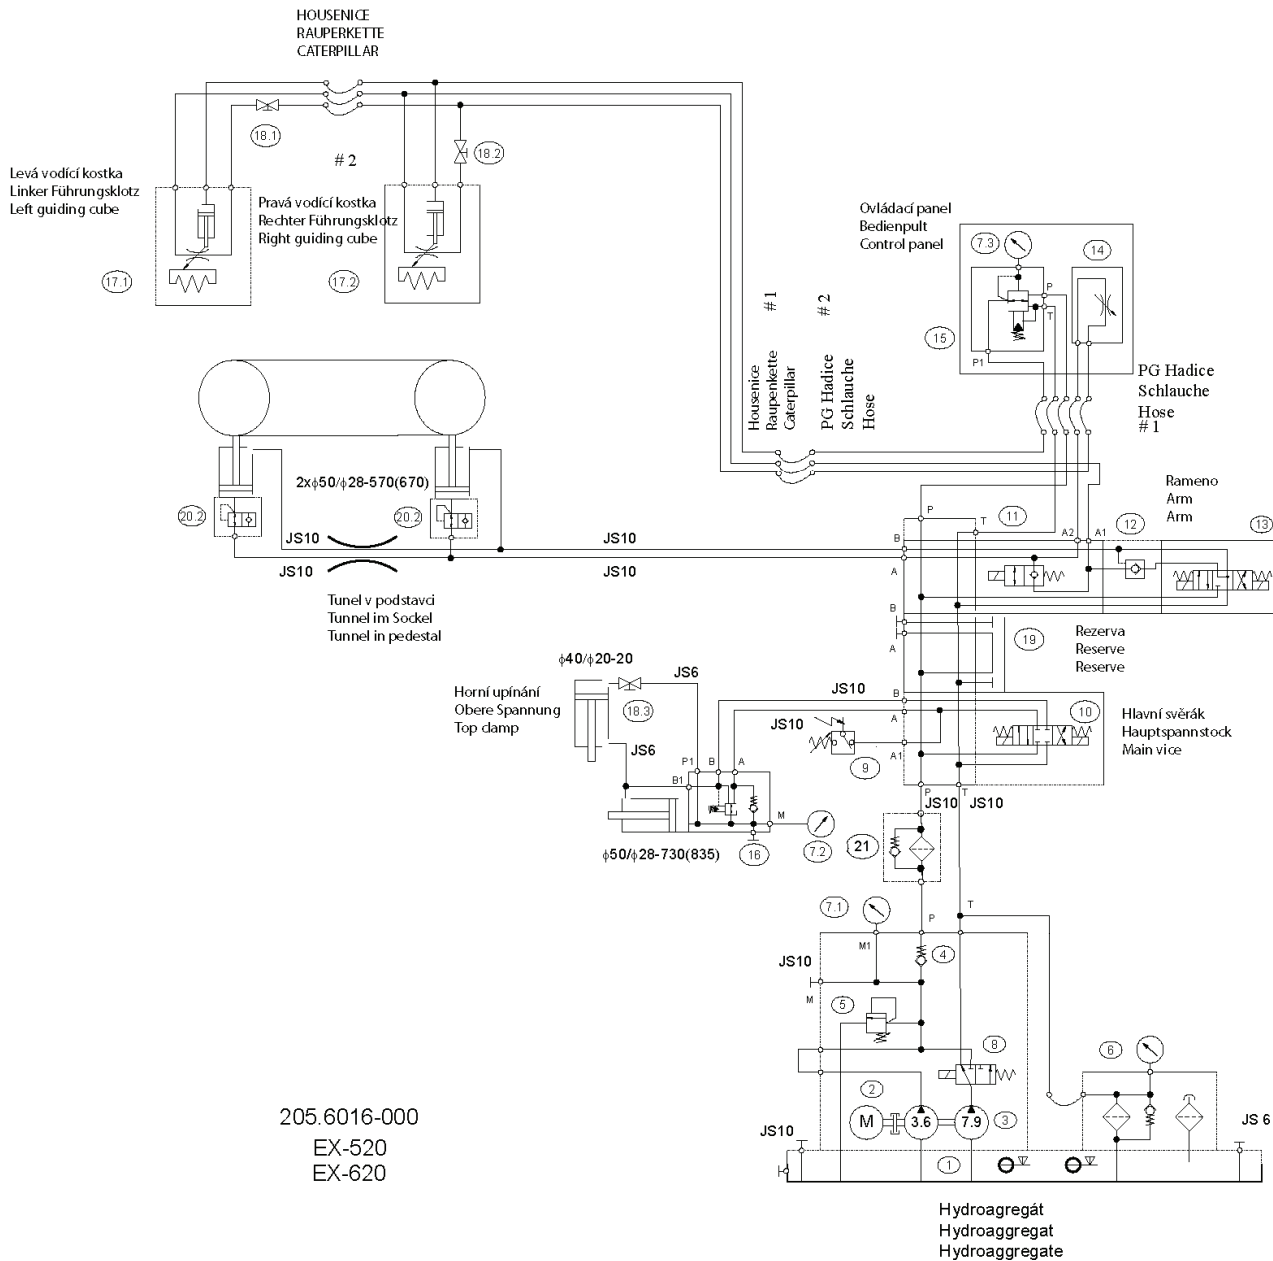 HOUSENICE
RAUPERKETTE
CATERPILLAR
18.1
18.2
# 2
Levá vodící kostka
Linker Führungsklotz
Left guiding cube
Pravá vodící kostka
Rechter Führungsklotz
Right guiding cube
17.1
17.2
Ovládací panel
Bedienpult
Control panel
7.3
14
P
T
15
P1
# 1
# 2
Housenice
Raupenkette
Caterpillar
PG Hadice
Schlauche
Hose
PG Hadice
Schlauche
Hose
# 1
2xϕ50/ϕ28-570(670)
20.2
20.2
JS10
JS10
JS10
JS10
Tunel v podstavci
Tunnel im Sockel
Tunnel in pedestal
Rameno
Arm
Arm
P
T
11
B
A2
A1
12
13
A
B
19
A
Rezerva
Reserve
Reserve
ϕ40/ϕ20-20
JS6
JS10
B
Horní upínání
Obere Spannung
Top clamp
18.3
JS10
A
10
Hlavní svěrák
Hauptspannstock
Main vice
JS6
P1
B
A
9
A1
B1
P
T
M
JS10
JS10
ϕ50/ϕ28-730(835)
16
7.2
21
7.1
P
T
M1
4
JS10
M
5
8
6
2
M
3.6
7.9
3
JS10
JS 6
1
205.6016-000
EX-520
EX-620
Hydroagregát
Hydroaggregat
Hydroaggregate